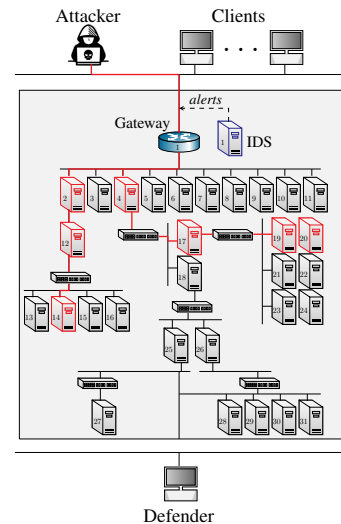 Attacker
Clients
alerts
Gateway
1
1
IDS
2 3 4 5 6 7 8 9 10 11
12
17
19 20
18
21 22
13 14 15 16
23 24
25 26
27
28 29 30 31
Defender